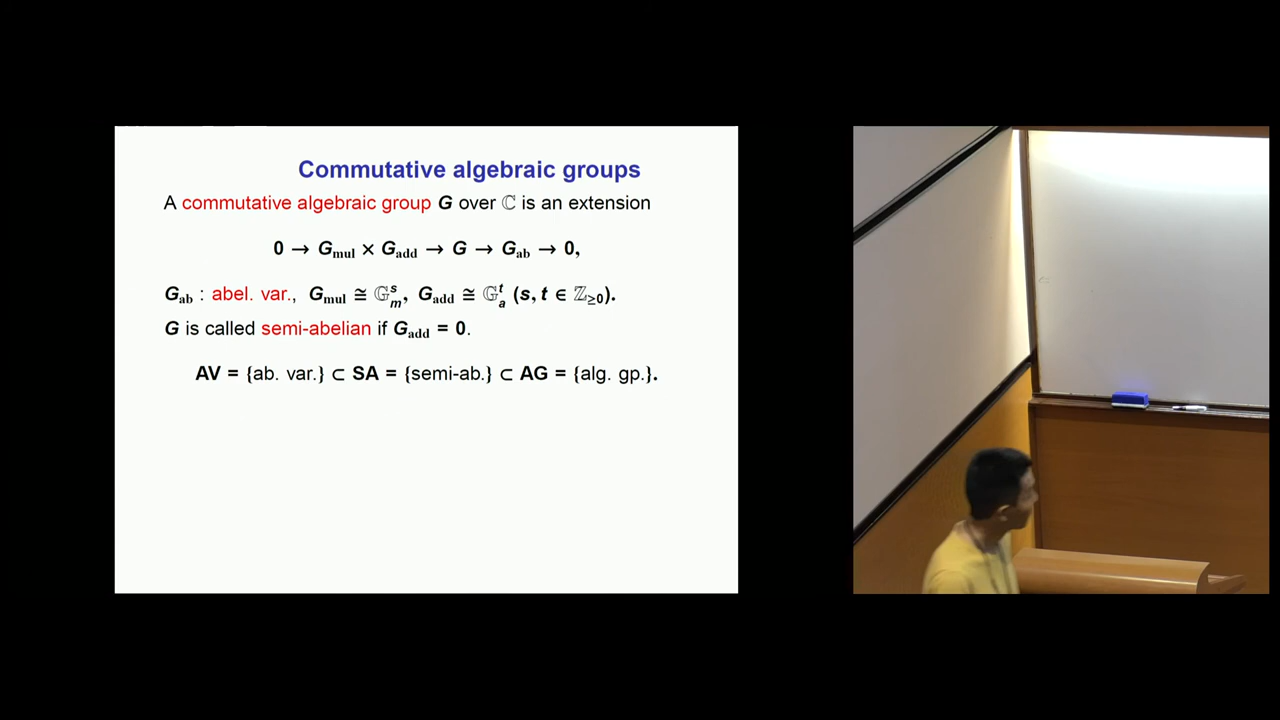 Commutative algebraic groups
A commutative algebraic group G over ℂ is an extension
0 → G_mul × G_add → G → G_ab → 0,
G_ab : abel. var., G_mul ≅ 𝔾_m^s, G_add ≅ 𝔾_a^t (s, t ∈ ℤ_≥0).
G is called semi-abelian if G_add = 0.
AV = {ab. var.} ⊂ SA = {semi-ab.} ⊂ AG = {alg. gp.}.